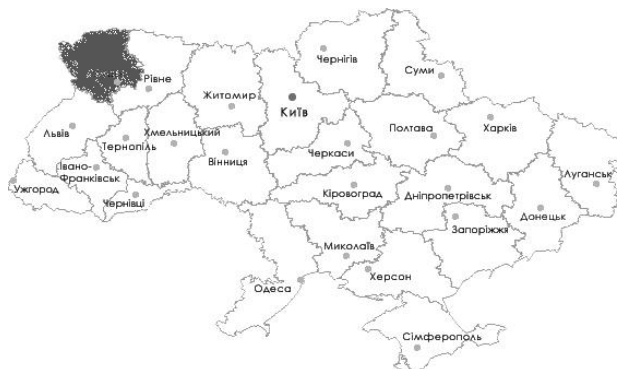 Чернігів
Суми
Рівне
Житомир
Київ
Львів
Тернопіль
Хмельницький
Вінниця
Черкаси
Полтава
Харків
Івано-
Франківськ
Ужгород
Чернівці
Кіровоград
Дніпропетрівськ
Луганськ
Донецьк
Запоріжжя
Миколаїв
Херсон
Одеса
Сімферополь